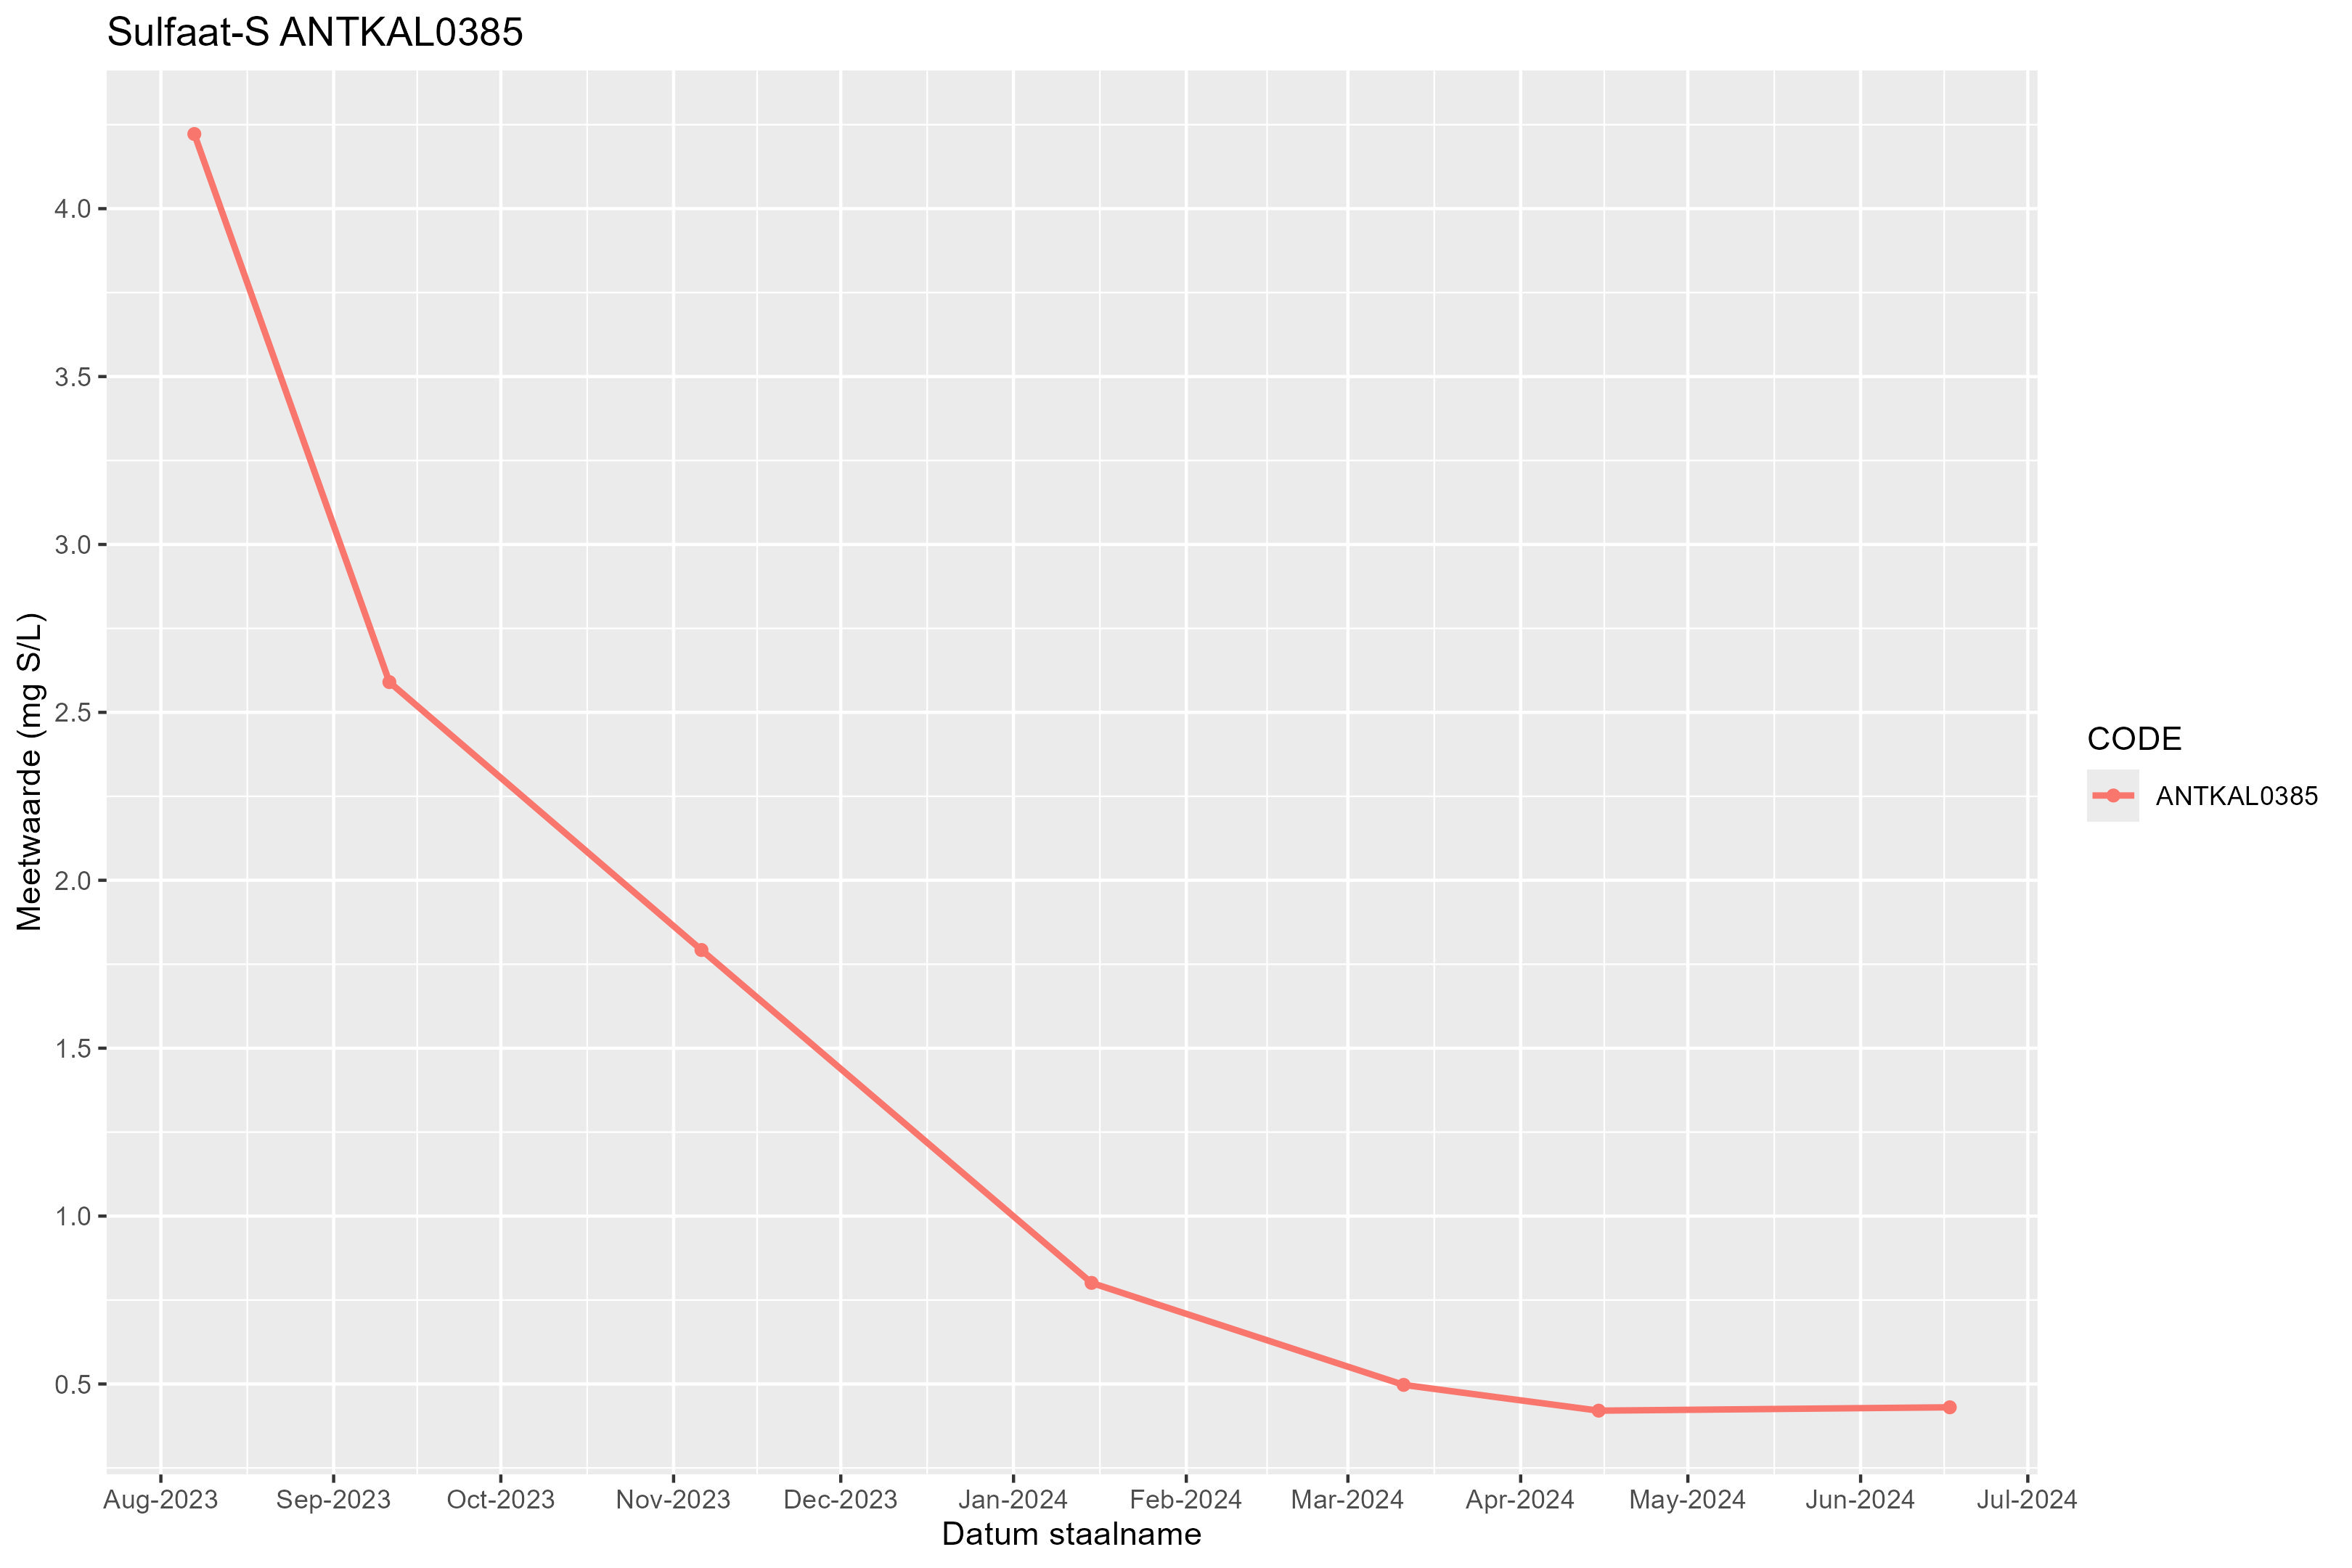 Sulfaat-S ANTKAL0385
Meetwaarde (mg S/L)
4.0
3.5
3.0
2.5
2.0
1.5
1.0
0.5
Aug-2023 Sep-2023 Oct-2023 Nov-2023 Dec-2023 Jan-2024 Feb-2024 Mar-2024 Apr-2024 May-2024 Jun-2024 Jul-2024
Datum staalname
CODE
ANTKAL0385